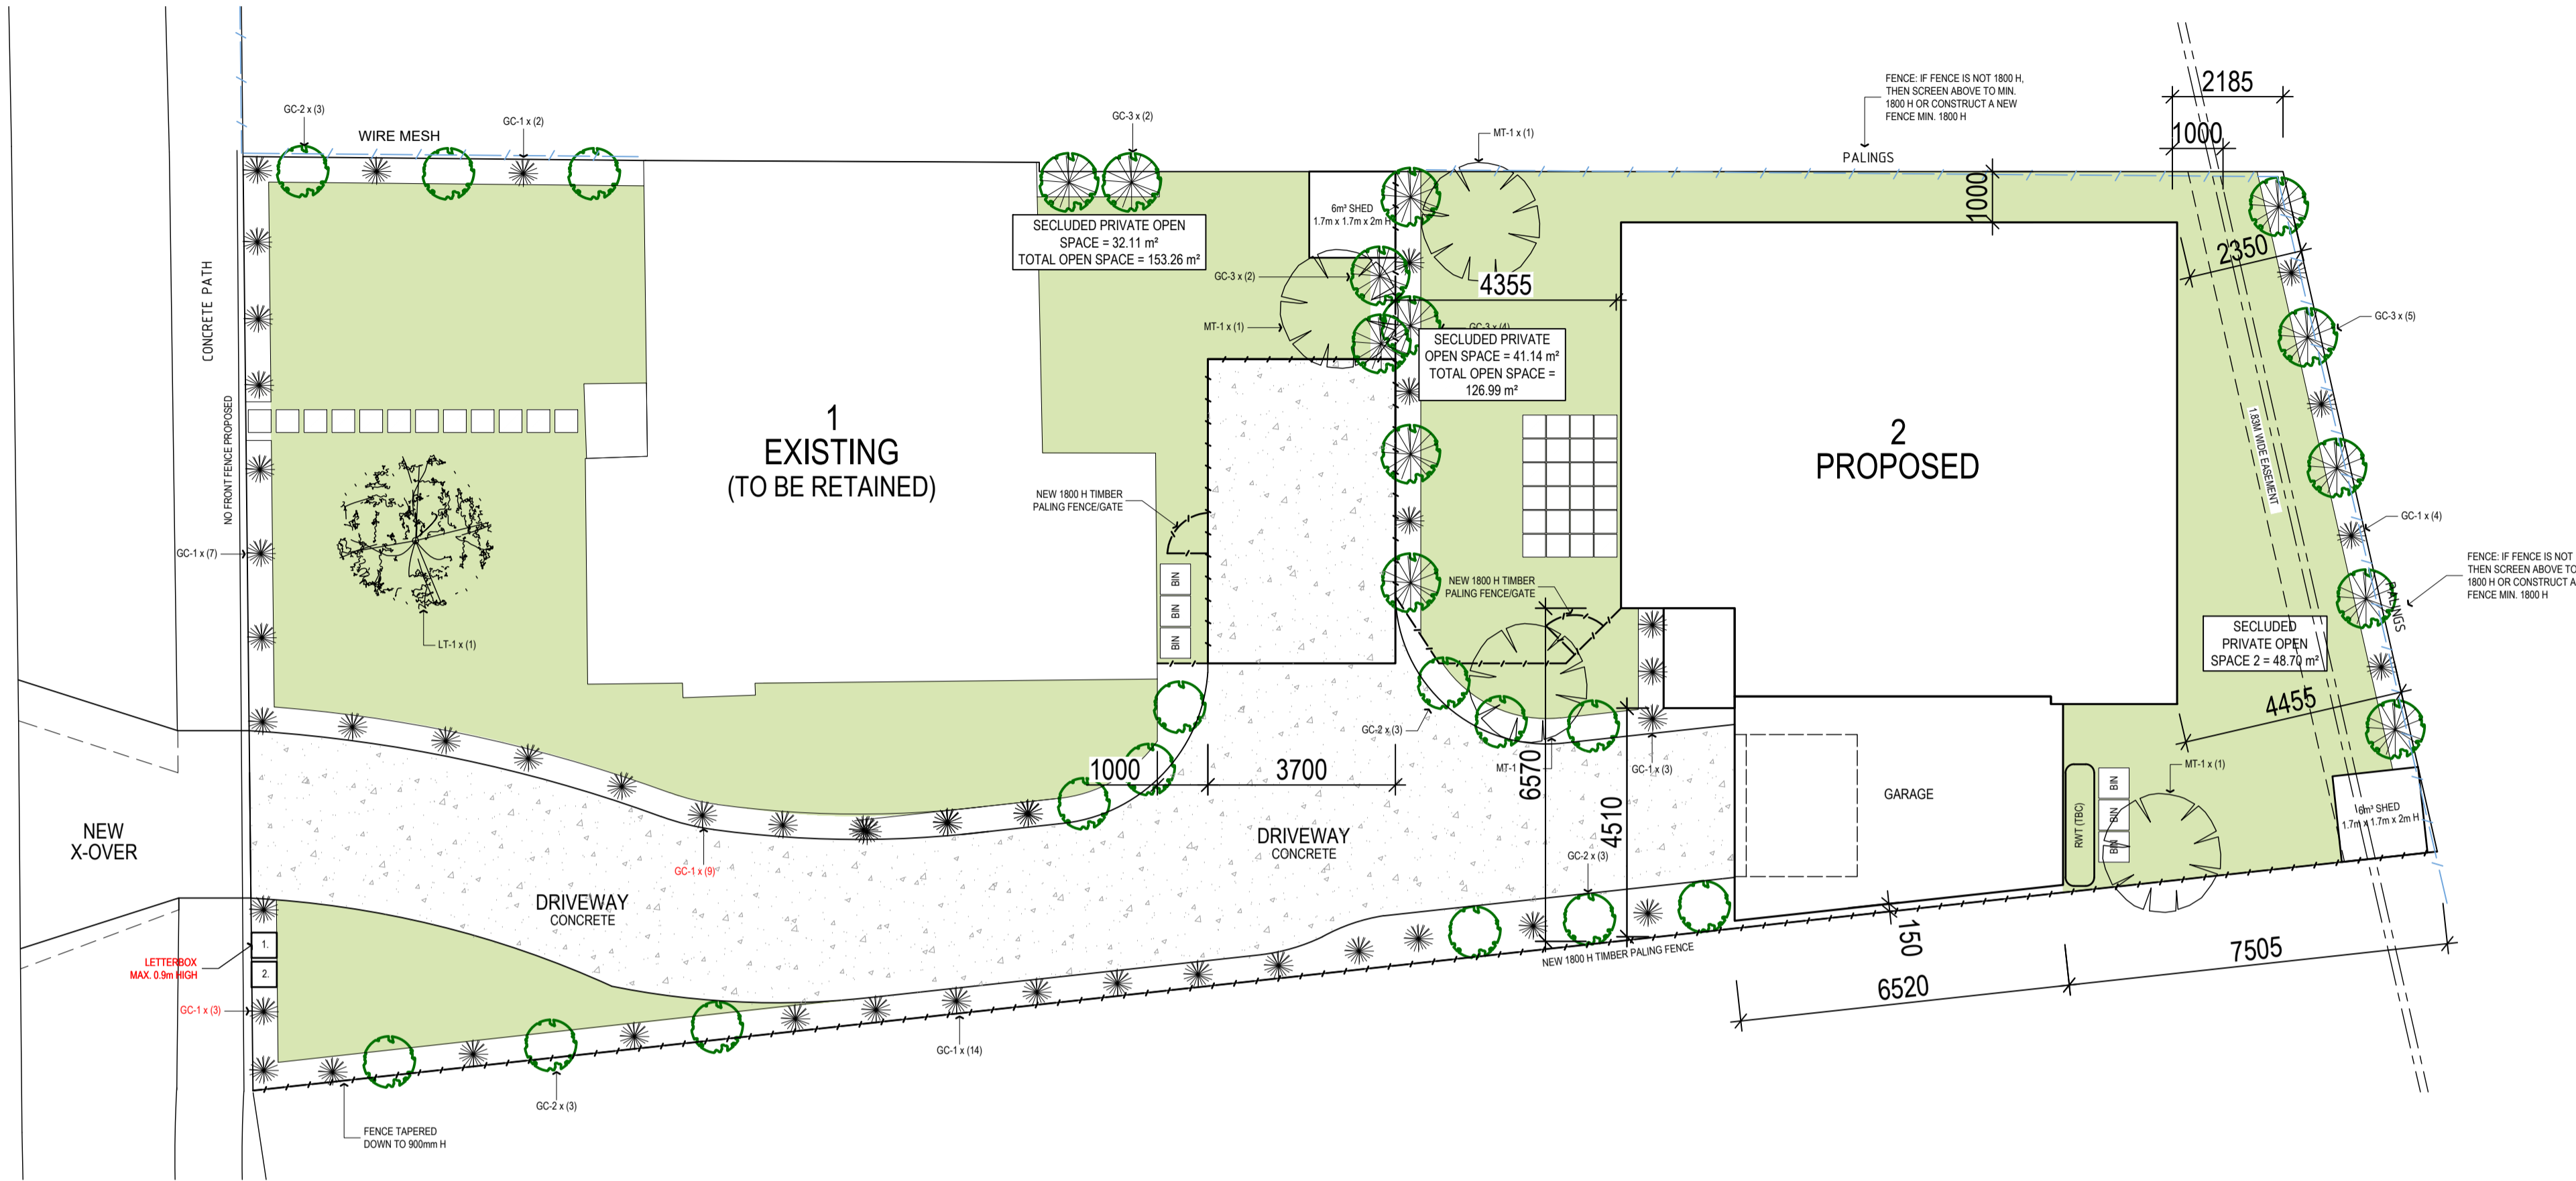 GC-2 x (3)
WIRE MESH
GC-1 x (2)
GC-3 x (2)
MT-1 x (1)
FENCE: IF FENCE IS NOT 1800 H,
THEN SCREEN ABOVE TO MIN.
1800 H OR CONSTRUCT A NEW
FENCE MIN. 1800 H
PALINGS
2185
1000
1000
2350
CONCRETE PATH
NO FRONT FENCE PROPOSED
SECLUDED PRIVATE OPEN
SPACE = 32.11 m²
TOTAL OPEN SPACE = 153.26 m²
6m³ SHED
1.7m x 1.7m x 2m H
GC-3 x (2)
MT-1 x (1)
4355
GC-3 x (4)
SECLUDED PRIVATE
OPEN SPACE = 41.14 m²
TOTAL OPEN SPACE =
126.99 m²
GC-3 x (5)
1.83M WIDE EASEMENT
1
EXISTING
(TO BE RETAINED)
2
PROPOSED
NEW 1800 H TIMBER
PALING FENCE/GATE
GC-1 x (7)
BIN
BIN
BIN
NEW 1800 H TIMBER
PALING FENCE/GATE
GC-1 x (4)
FENCE: IF FENCE IS NOT
THEN SCREEN ABOVE TO
1800 H OR CONSTRUCT A
FENCE MIN. 1800 H
PALINGS
LT-1 x (1)
SECLUDED
PRIVATE OPEN
SPACE 2 = 48.70 m²
4455
GC-2 x (3)
MT-1
GC-1 x (3)
MT-1 x (1)
1000
3700
6570
4510
GARAGE
RWT (TBC)
BIN
BIN
BIN
6m³ SHED
1.7m x 1.7m x 2m H
NEW
X-OVER
DRIVEWAY
CONCRETE
GC-2 x (3)
GC-1 x (9)
DRIVEWAY
CONCRETE
1.
2.
LETTERBOX
MAX. 0.9m HIGH
GC-1 x (3)
NEW 1800 H TIMBER PALING FENCE
150
6520
7505
GC-1 x (14)
GC-2 x (3)
FENCE TAPERED
DOWN TO 900mm H